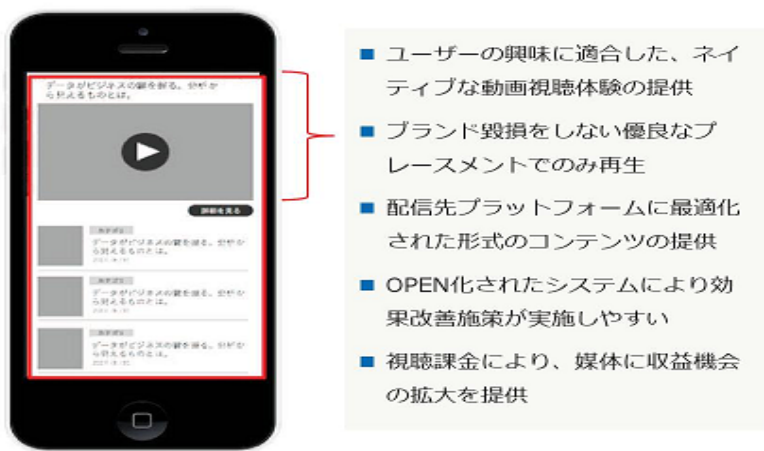 データがビジネスの鍵を握る。分析か
ら見えるものとは。
詳細を見る
カテゴリ
データがビジネスの鍵を握る。分析か
ら見えるものとは。
カテゴリ
データがビジネスの鍵を握る。分析か
ら見えるものとは。
カテゴリ
データがビジネスの鍵を握る。分析か
ら見えるものとは。
ユーザーの興味に適合した、ネイ
ティブな動画視聴体験の提供
ブランド毀損をしない優良なプ
レースメントでのみ再生
配信先プラットフォームに最適化
された形式のコンテンツの提供
OPEN化されたシステムにより効
果改善施策が実施しやすい
視聴課金により、媒体に収益機会
の拡大を提供